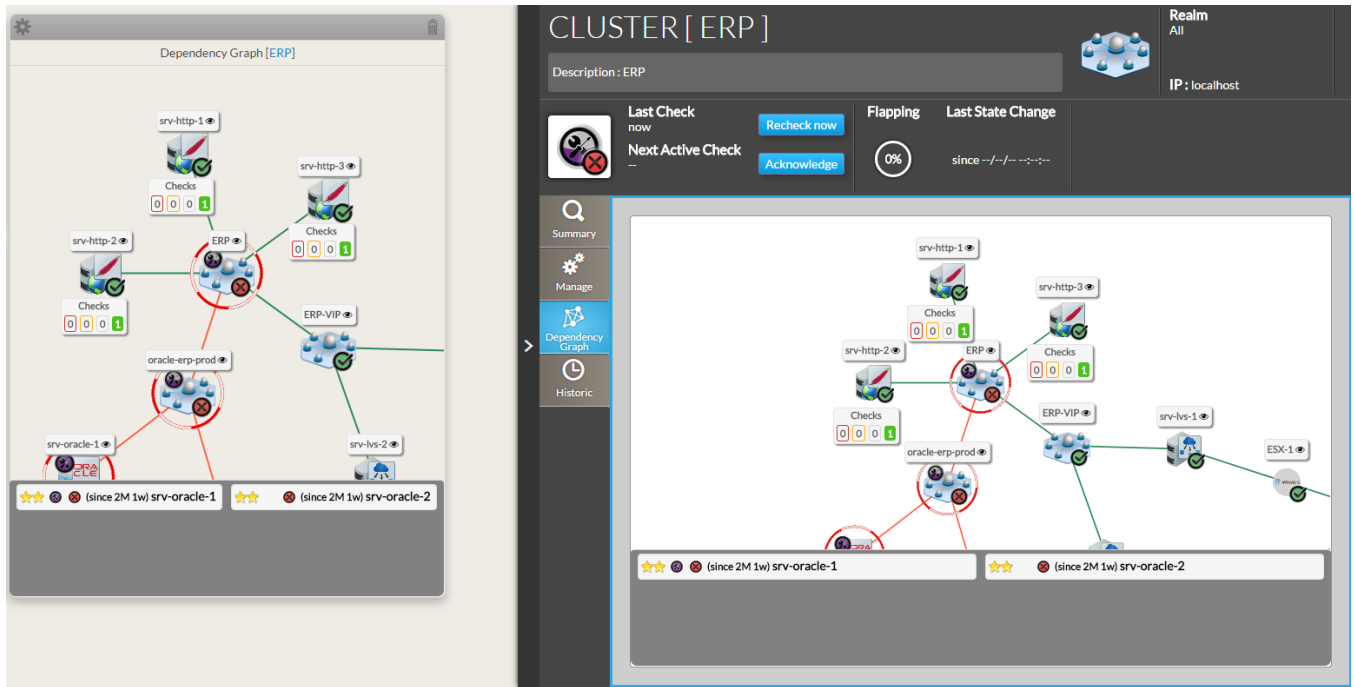 Dependency Graph [ERP]
srv-http-1
Checks
0 0 0 1
srv-http-3
Checks
0 0 0 1
srv-http-2
ERP
Checks
0 0 0 1
ERP-VIP
oracle-erp-prod
srv-oracle-1
ORA
CLE
srv-lvs-2
(since 2M 1w) srv-oracle-1
(since 2M 1w) srv-oracle-2
CLUSTER [ ERP ]
Description : ERP
Realm
All
IP : localhost
Last Check
now
Next Active Check
--
Recheck now
Acknowledge
Flapping
0%
Last State Change
since --/--/-- --:--:--
Summary
Manage
Dependency
Graph
Historic
srv-http-1
Checks
0 0 0 1
srv-http-3
Checks
0 0 0 1
srv-http-2
ERP
Checks
0 0 0 1
ERP-VIP
srv-lvs-1
ESX-1
oracle-erp-prod
ORA
(since 2M 1w) srv-oracle-1
(since 2M 1w) srv-oracle-2